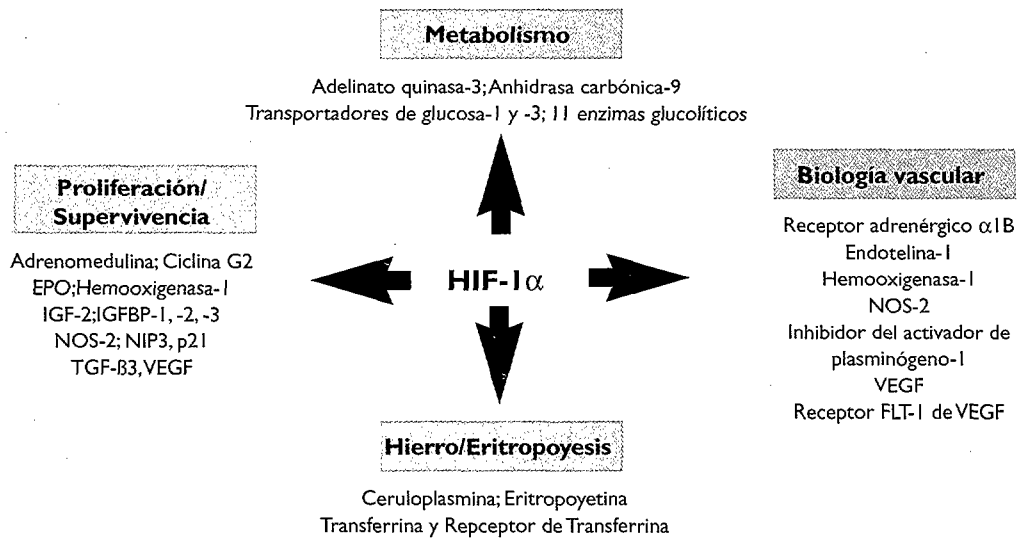 Metabolismo
Adelinato quinasa-3; Anhidrasa carbónica-9
Transportadores de glucosa-1 y -3; 11 enzimas glucolíticos
Proliferación/
Supervivencia
Adrenomedulina; Ciclina G2
EPO; Hemooxigenasa-1
IGF-2; IGFBP-1, -2, -3
NOS-2; NIP3, p21
TGF-ß3, VEGF
HIF-1α
Biología vascular
Receptor adrenérgico α1B
Endotelina-1
Hemooxigenasa-1
NOS-2
Inhibidor del activador de
plasminógeno-1
VEGF
Receptor FLT-1 de VEGF
Hierro/Eritropoyesis
Ceruloplasmina; Eritropoyetina
Transferrina y Repceptor de Transferrina